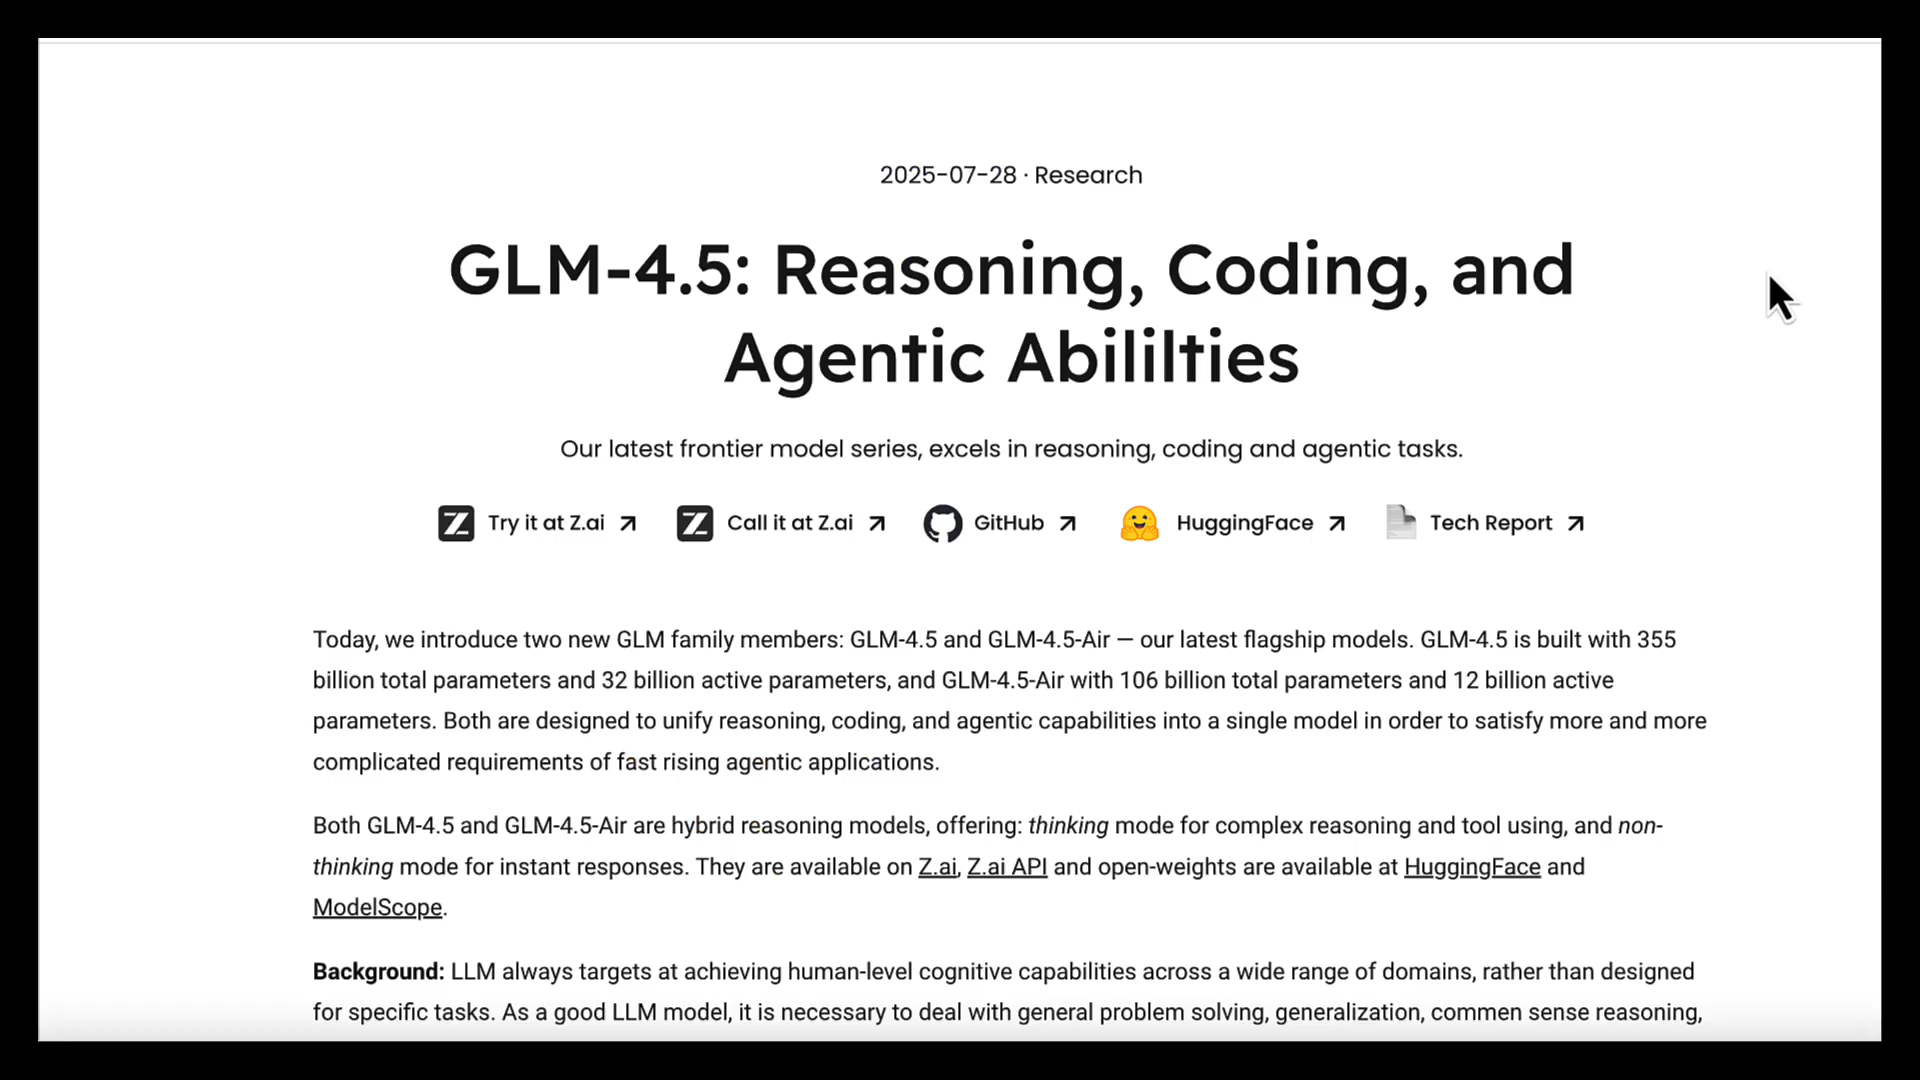 2025-07-28 · Research
GLM-4.5: Reasoning, Coding, and
Agentic Abililties
Our latest frontier model series, excels in reasoning, coding and agentic tasks.
Try it at Z.ai Call it at Z.ai GitHub HuggingFace Tech Report
Today, we introduce two new GLM family members: GLM-4.5 and GLM-4.5-Air — our latest flagship models. GLM-4.5 is built with 355
billion total parameters and 32 billion active parameters, and GLM-4.5-Air with 106 billion total parameters and 12 billion active
parameters. Both are designed to unify reasoning, coding, and agentic capabilities into a single model in order to satisfy more and more
complicated requirements of fast rising agentic applications.
Both GLM-4.5 and GLM-4.5-Air are hybrid reasoning models, offering: thinking mode for complex reasoning and tool using, and non-
thinking mode for instant responses. They are available on Z.ai, Z.ai API and open-weights are available at HuggingFace and
ModelScope.
Background: LLM always targets at achieving human-level cognitive capabilities across a wide range of domains, rather than designed
for specific tasks. As a good LLM model, it is necessary to deal with general problem solving, generalization, commen sense reasoning,